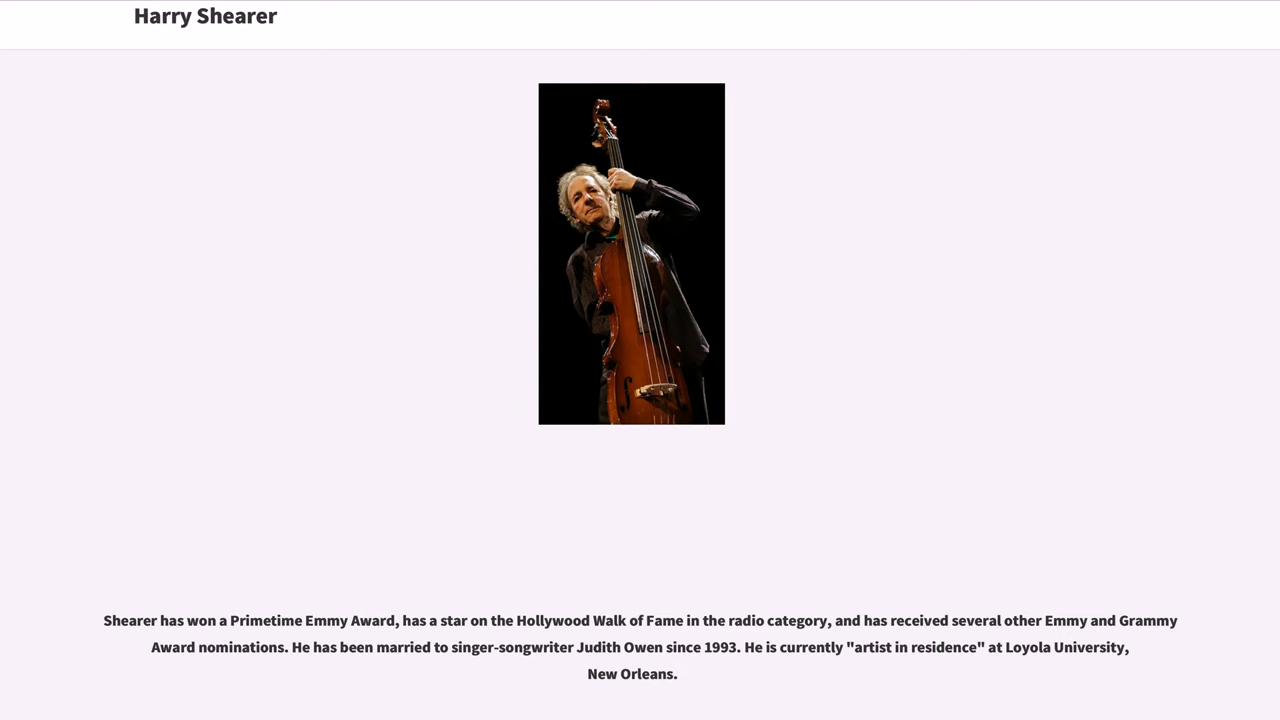 Harry Shearer
Shearer has won a Primetime Emmy Award, has a star on the Hollywood Walk of Fame in the radio category, and has received several other Emmy and Grammy
Award nominations. He has been married to singer-songwriter Judith Owen since 1993. He is currently "artist in residence" at Loyola University,
New Orleans.